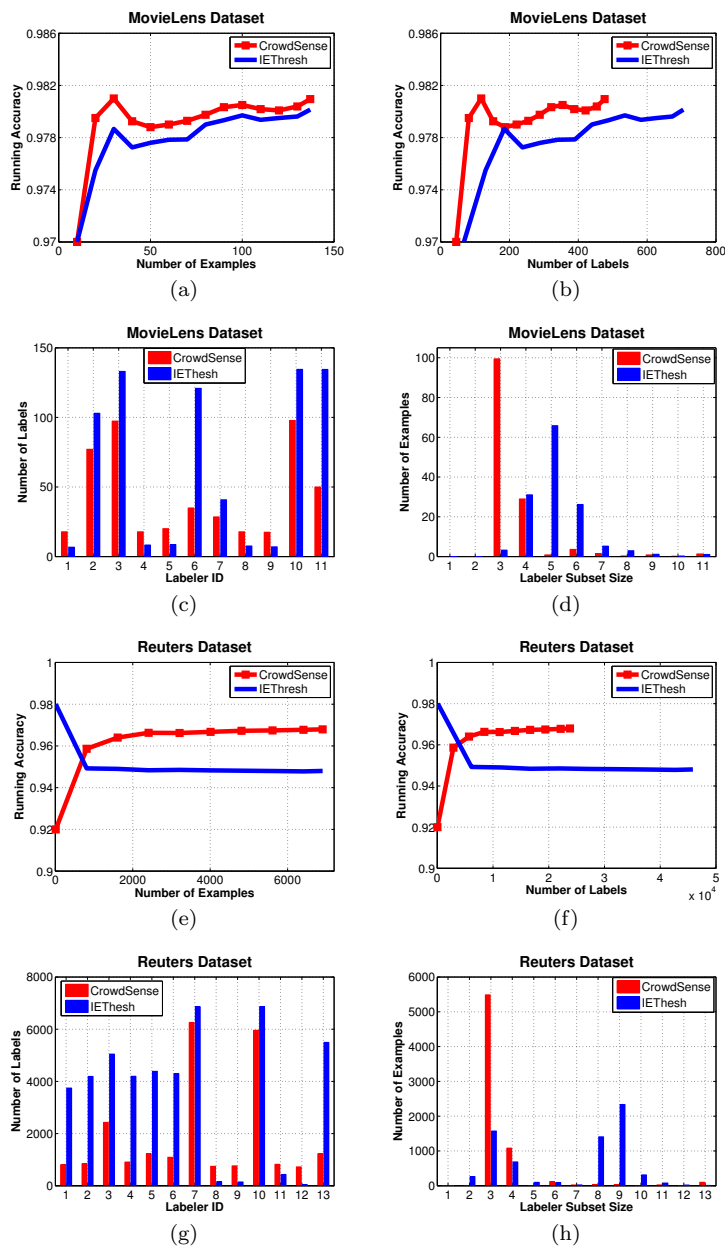 MovieLens Dataset
0.986
0.982
0.978
0.974
0.97
Running Accuracy
CrowdSense
IEThresh
0 50 100 150
Number of Examples
(a)
MovieLens Dataset
0.986
0.982
0.978
0.974
0.97
Running Accuracy
CrowdSense
IEThresh
0 200 400 600 800
Number of Labels
(b)
MovieLens Dataset
150
100
50
0
Number of Labels
CrowdSense
IEThesh
1 2 3 4 5 6 7 8 9 10 11
Labeler ID
(c)
MovieLens Dataset
100
80
60
40
20
0
Number of Examples
CrowdSense
IEThesh
1 2 3 4 5 6 7 8 9 10 11
Labeler Subset Size
(d)
Reuters Dataset
1
0.98
0.96
0.94
0.92
0.9
Running Accuracy
CrowdSense
IEThresh
0 2000 4000 6000
Number of Examples
(e)
Reuters Dataset
1
0.98
0.96
0.94
0.92
0.9
Running Accuracy
CrowdSense
IEThresh
0 1 2 3 4 5
x 10^4
Number of Labels
(f)
Reuters Dataset
8000
6000
4000
2000
0
Number of Labels
CrowdSense
IEThesh
1 2 3 4 5 6 7 8 9 10 11 12 13
Labeler ID
(g)
Reuters Dataset
6000
5000
4000
3000
2000
1000
0
Number of Examples
CrowdSense
IEThesh
1 2 3 4 5 6 7 8 9 10 11 12 13
Labeler Subset Size
(h)